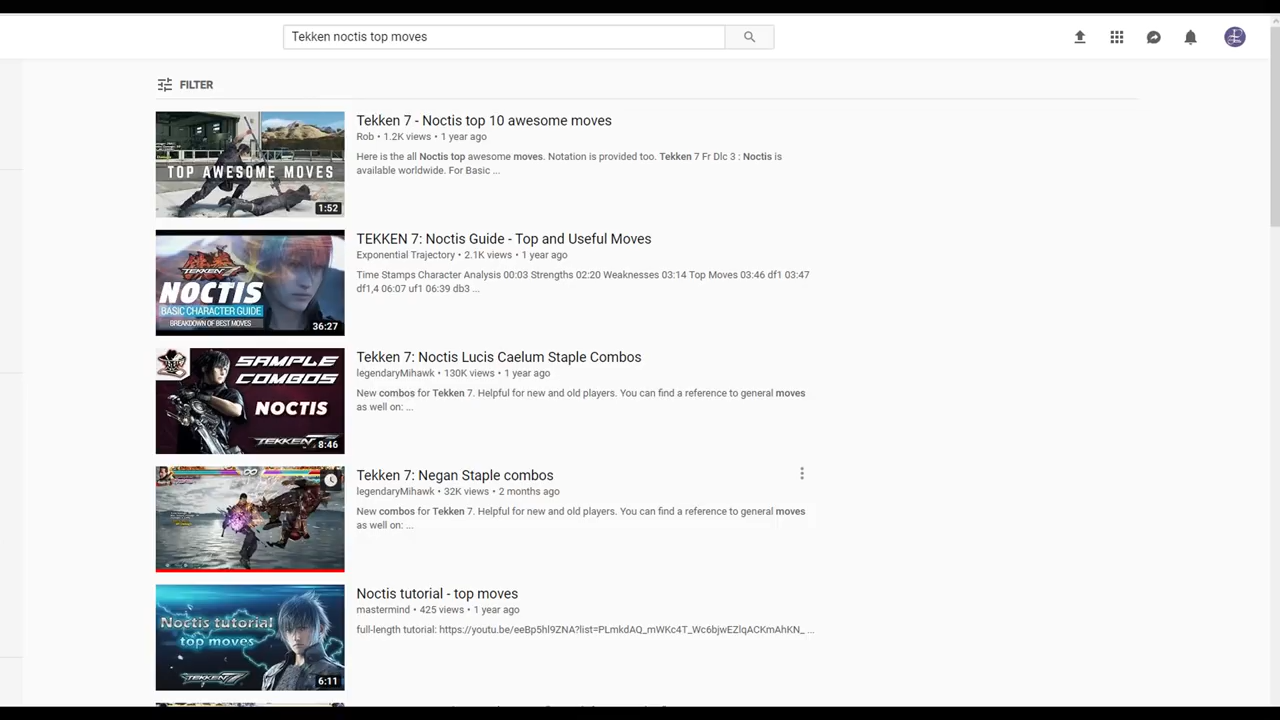 Tekken noctis top moves
FILTER
TOP AWESOME MOVES
1:52
Tekken 7 - Noctis top 10 awesome moves
Rob • 1.2K views • 1 year ago
Here is the all Noctis top awesome moves. Notation is provided too. Tekken 7 Fr Dlc 3 : Noctis is
available worldwide. For Basic ...
TEKKEN 7
NOCTIS
BASIC CHARACTER GUIDE
BREAKDOWN OF BEST MOVES
36:27
TEKKEN 7: Noctis Guide - Top and Useful Moves
Exponential Trajectory • 2.1K views • 1 year ago
Time Stamps Character Analysis 00:03 Strengths 02:20 Weaknesses 03:14 Top Moves 03:46 df1 03:47
df1,4 06:07 uf1 06:39 db3 ...
SAMPLE
COMBOS
NOCTIS
TEKKEN 7
8:46
Tekken 7: Noctis Lucis Caelum Staple Combos
legendaryMihawk • 130K views • 1 year ago
New combos for Tekken 7. Helpful for new and old players. You can find a reference to general moves
as well on: ...
Tekken 7: Negan Staple combos
legendaryMihawk • 32K views • 2 months ago
New combos for Tekken 7. Helpful for new and old players. You can find a reference to general moves
as well on: ...
Noctis tutorial
top moves
TEKKEN 7
6:11
Noctis tutorial - top moves
mastermind • 425 views • 1 year ago
full-length tutorial: https://youtu.be/eeBp5hl9ZNA?list=PLmkdAQ_mWKc4T_Wc6bjwEZlqACKmAhKN_ ...